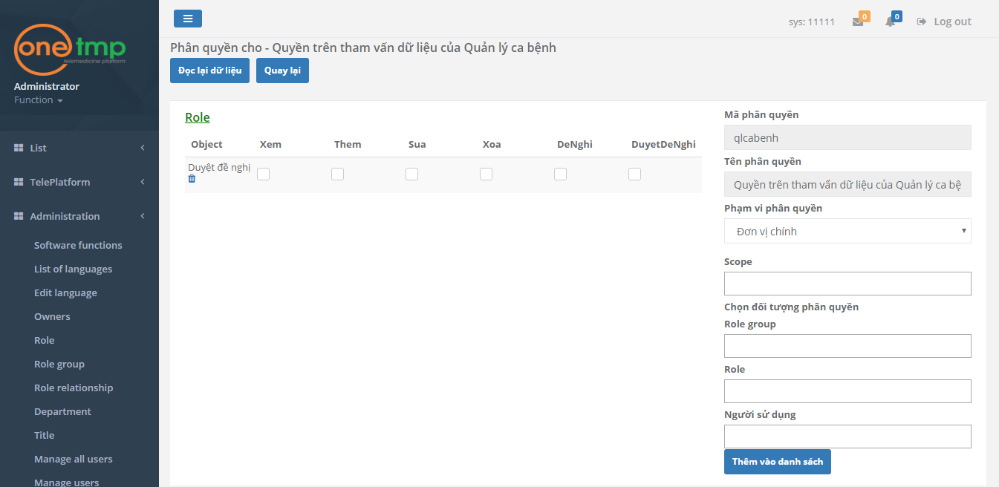 onetmp
telemedicine platform
Administrator
Function
List
TelePlatform
Administration
Software functions
List of languages
Edit language
Owners
Role
Role group
Role relationship
Department
Title
Manage all users
Manage users
sys: 11111
0
0
Log out
Phân quyền cho - Quyền trên tham vấn dữ liệu của Quản lý ca bệnh
Đọc lại dữ liệu
Quay lại
Role
Object Xem Them Sua Xoa DeNghi DuyetDeNghi
Duyệt đề nghị
Mã phân quyền
qlcabenh
Tên phân quyền
Quyền trên tham vấn dữ liệu của Quản lý ca bệ
Phạm vi phân quyền
Đơn vị chính
Scope
Chọn đối tượng phân quyền
Role group
Role
Người sử dụng
Thêm vào danh sách